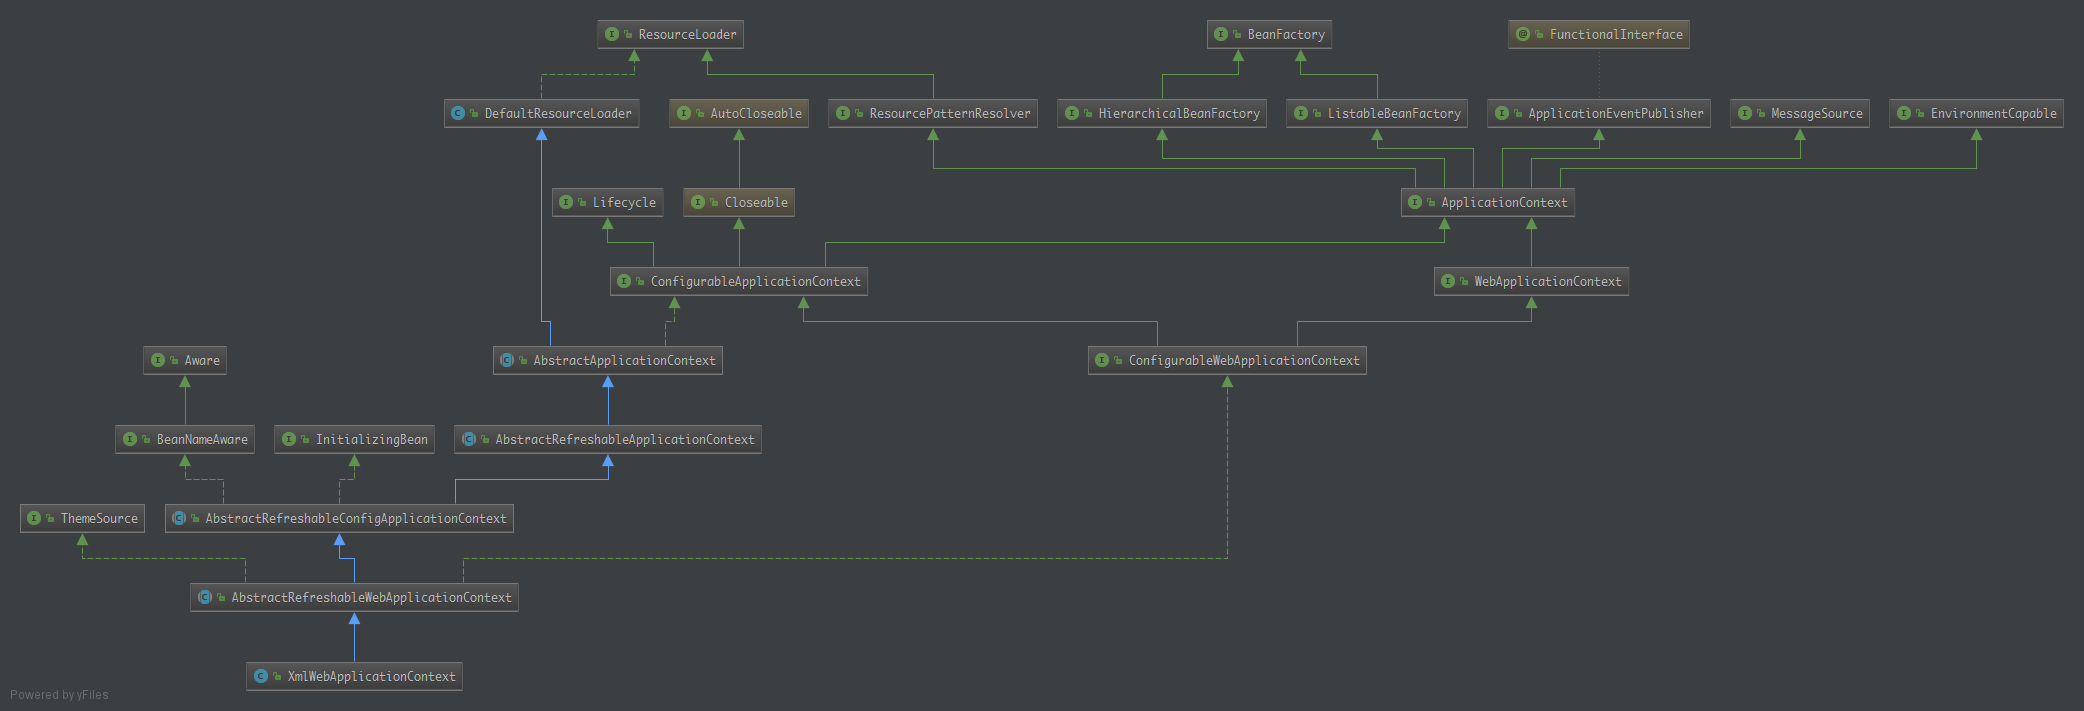 ResourceLoader
BeanFactory
FunctionalInterface
DefaultResourceLoader
AutoCloseable
ResourcePatternResolver
HierarchicalBeanFactory
ListableBeanFactory
ApplicationEventPublisher
MessageSource
EnvironmentCapable
Lifecycle
Closeable
ApplicationContext
ConfigurableApplicationContext
WebApplicationContext
Aware
AbstractApplicationContext
ConfigurableWebApplicationContext
BeanNameAware
InitializingBean
AbstractRefreshableApplicationContext
ThemeSource
AbstractRefreshableConfigApplicationContext
AbstractRefreshableWebApplicationContext
XmlWebApplicationContext
Powered by yFiles